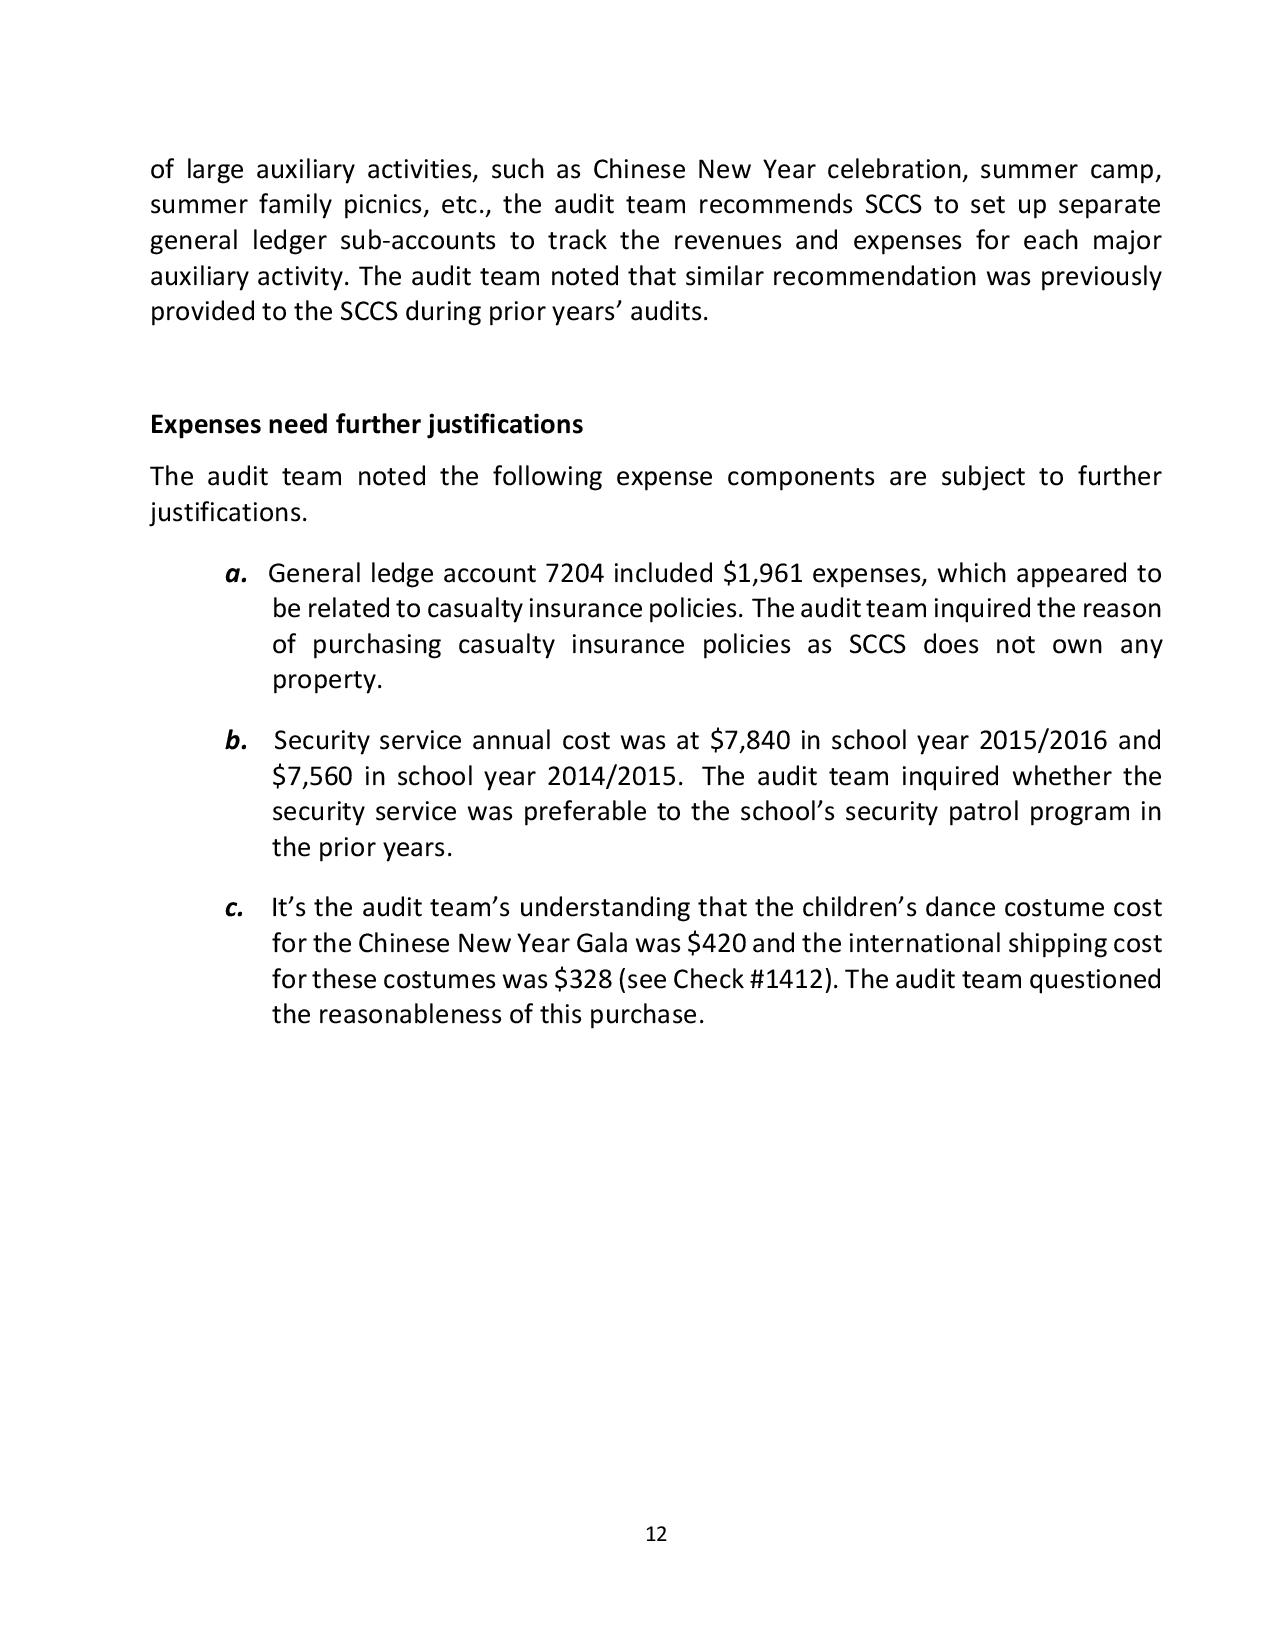 of large auxiliary activities, such as Chinese New Year celebration, summer camp,
summer family picnics, etc., the audit team recommends SCCS to set up separate
general ledger sub-accounts to track the revenues and expenses for each major
auxiliary activity. The audit team noted that similar recommendation was previously
provided to the SCCS during prior years’ audits.
Expenses need further justifications
The audit team noted the following expense components are subject to further
justifications.
a. General ledge account 7204 included $1,961 expenses, which appeared to
be related to casualty insurance policies. The audit team inquired the reason
of purchasing casualty insurance policies as SCCS does not own any
property.
b. Security service annual cost was at $7,840 in school year 2015/2016 and
$7,560 in school year 2014/2015. The audit team inquired whether the
security service was preferable to the school’s security patrol program in
the prior years.
c. It’s the audit team’s understanding that the children’s dance costume cost
for the Chinese New Year Gala was $420 and the international shipping cost
for these costumes was $328 (see Check #1412). The audit team questioned
the reasonableness of this purchase.
12